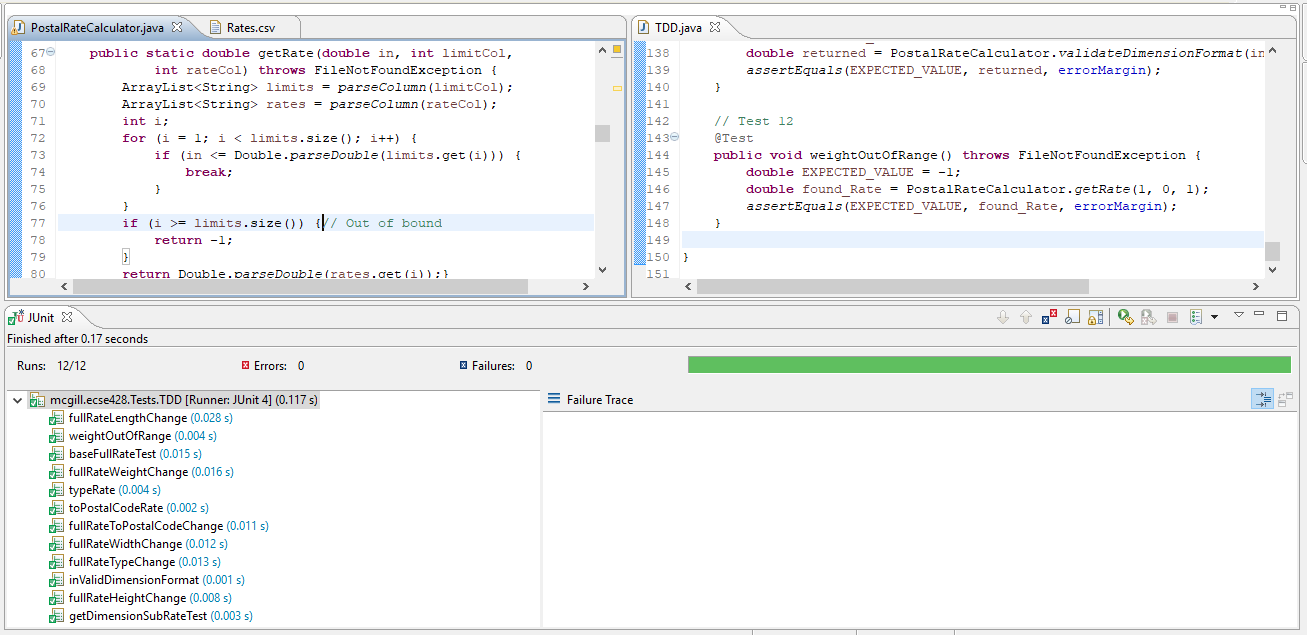 PostalRateCalculator.java
Rates.csv
67 public static double getRate(double in, int limitCol,
68 int rateCol) throws FileNotFoundException {
69 ArrayList<String> limits = parseColumn(limitCol);
70 ArrayList<String> rates = parseColumn(rateCol);
71 int i;
72 for (i = 1; i < limits.size(); i++) {
73 if (in <= Double.parseDouble(limits.get(i))) {
74 break;
75 }
76 }
77 if (i >= limits.size()) {// Out of bound
78 return -1;
79 }
80 return Double.parseDouble(rates.get(i));}
TDD.java
138 double returned = PostalRateCalculator.validateDimensionFormat(in
139 assertEquals(EXPECTED_VALUE, returned, errorMargin);
140 }
141
142 // Test 12
143 @Test
144 public void weightOutOfRange() throws FileNotFoundException {
145 double EXPECTED_VALUE = -1;
146 double found_Rate = PostalRateCalculator.getRate(1, 0, 1);
147 assertEquals(EXPECTED_VALUE, found_Rate, errorMargin);
148 }
149
150 }
151
JUnit
Finished after 0.17 seconds
Runs: 12/12 Errors: 0 Failures: 0
mcgill.ecse428.Tests.TDD [Runner: JUnit 4] (0.117 s)
fullRateLengthChange (0.028 s)
weightOutOfRange (0.004 s)
baseFullRateTest (0.015 s)
fullRateWeightChange (0.016 s)
typeRate (0.004 s)
toPostalCodeRate (0.002 s)
fullRateToPostalCodeChange (0.011 s)
fullRateWidthChange (0.012 s)
fullRateTypeChange (0.013 s)
inValidDimensionFormat (0.001 s)
fullRateHeightChange (0.008 s)
getDimensionSubRateTest (0.003 s)
Failure Trace